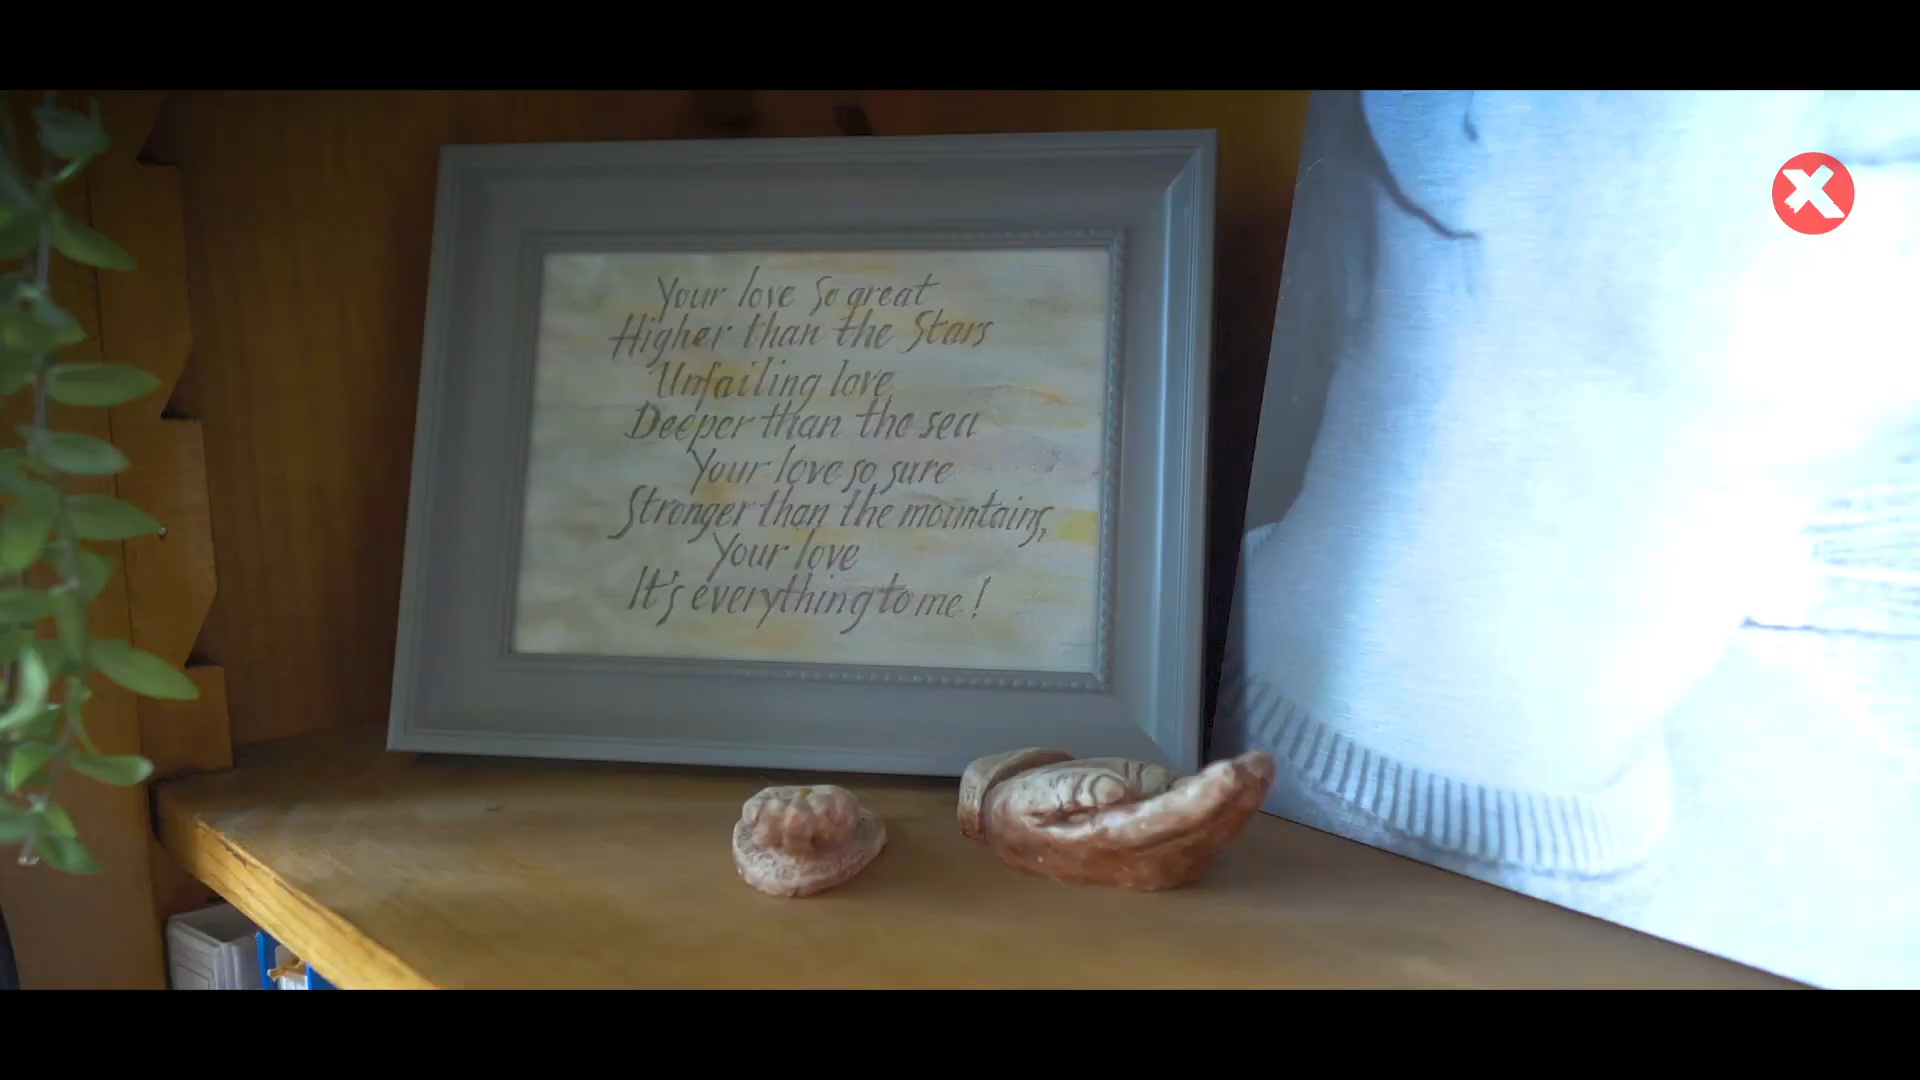 Your love so great
Higher than the Stars
Unfailing love
Deeper than the sea
Your love so sure
Stronger than the mountains,
Your love
It's everything to me!